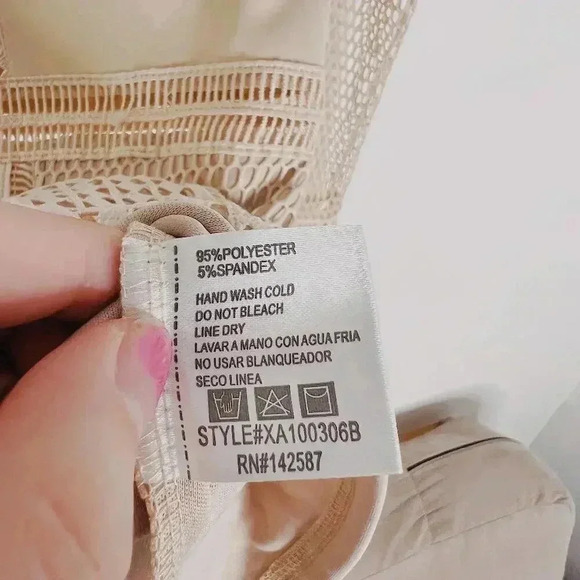 95%POLYESTER
5%SPANDEX
HAND WASH COLD
DO NOT BLEACH
LINE DRY
LAVAR A MANO CON AGUA FRIA
NO USAR BLANQUEADOR
SECO LINEA
STYLE#XA100306B
RN#142587